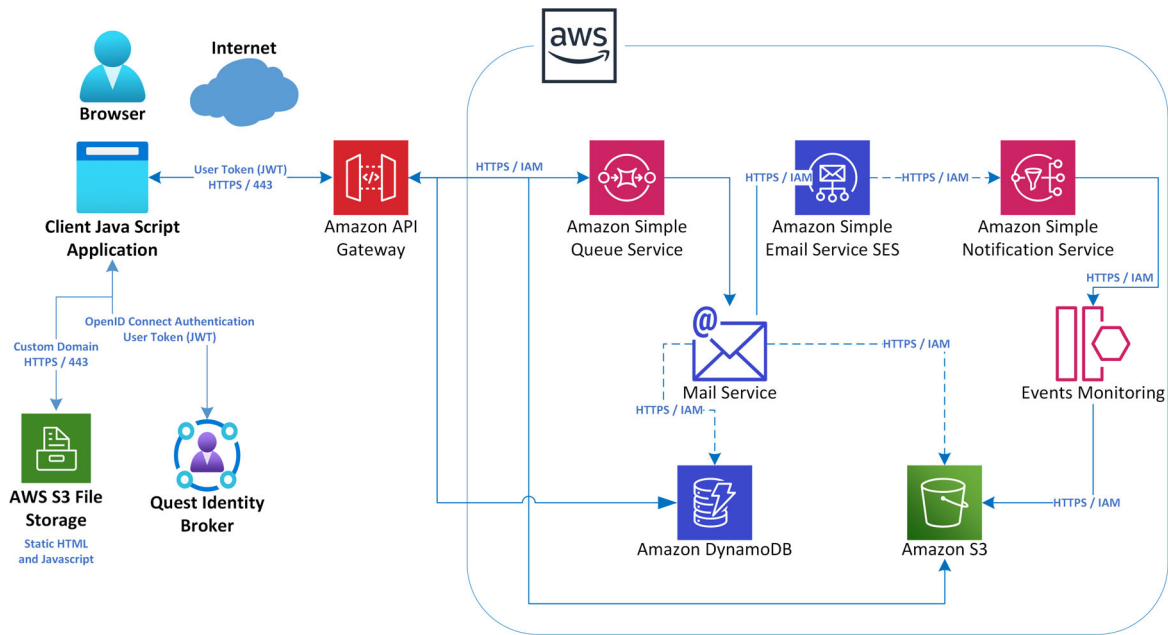 aws
Internet
Browser
User Token (JWT)
HTTPS / 443
HTTPS / IAM
HTTPS / IAM
HTTPS / IAM
Client Java Script
Application
Amazon API
Gateway
Amazon Simple
Queue Service
Amazon Simple
Email Service SES
Amazon Simple
Notification Service
HTTPS / IAM
OpenID Connect Authentication
User Token (JWT)
Custom Domain
HTTPS / 443
@
HTTPS / IAM
Mail Service
Events Monitoring
HTTPS / IAM
AWS S3 File
Storage
Quest Identity
Broker
HTTPS / IAM
Static HTML
and Javascript
Amazon DynamoDB
Amazon S3